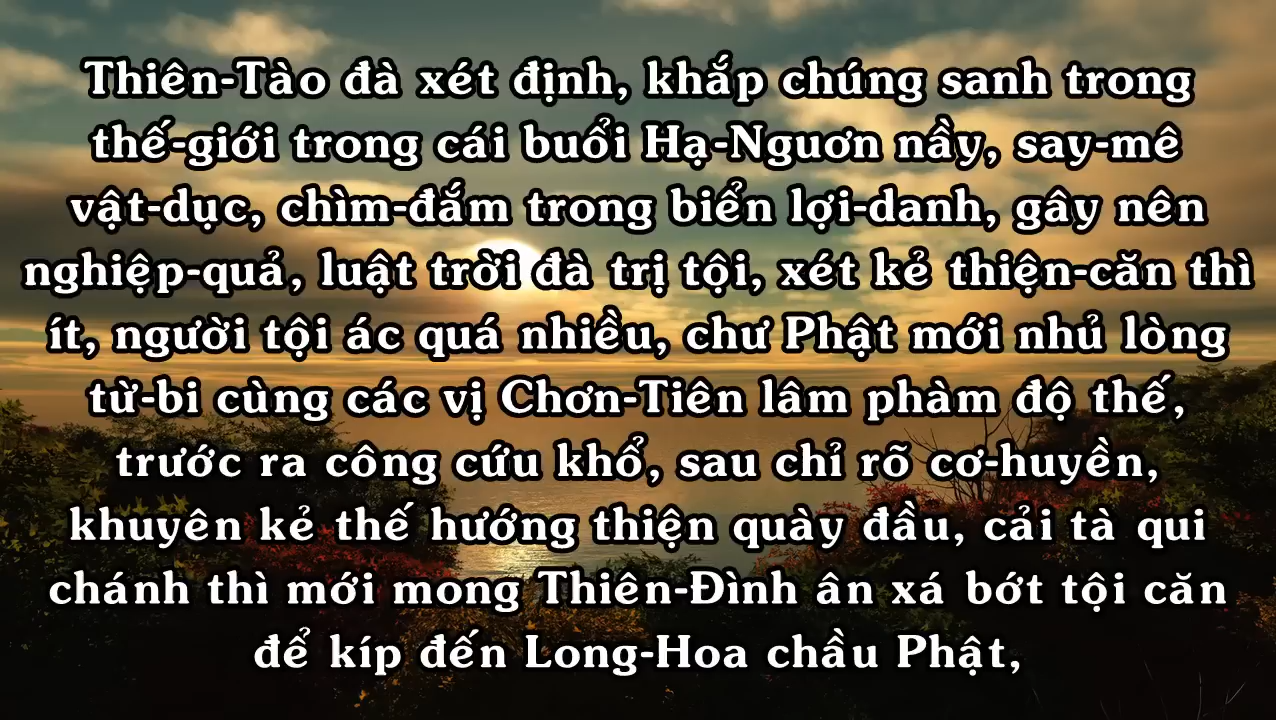 Thiên-Tào đà xét định, khắp chúng sanh trong
thế-giới trong cái buổi Hạ-Nguơn nầy, say-mê
vật-dục, chìm-đắm trong biển lợi-danh, gây nên
nghiệp-quả, luật trời đà trị tội, xét kẻ thiện-căn thì
ít, người tội ác quá nhiều, chư Phật mới nhủ lòng
từ-bi cùng các vị Chơn-Tiên lâm phàm độ thế,
trước ra công cứu khổ, sau chỉ rõ cơ-huyền,
khuyên kẻ thế hướng thiện quày đầu, cải tà qui
chánh thì mới mong Thiên-Đình ân xá bớt tội căn
để kíp đến Long-Hoa chầu Phật,